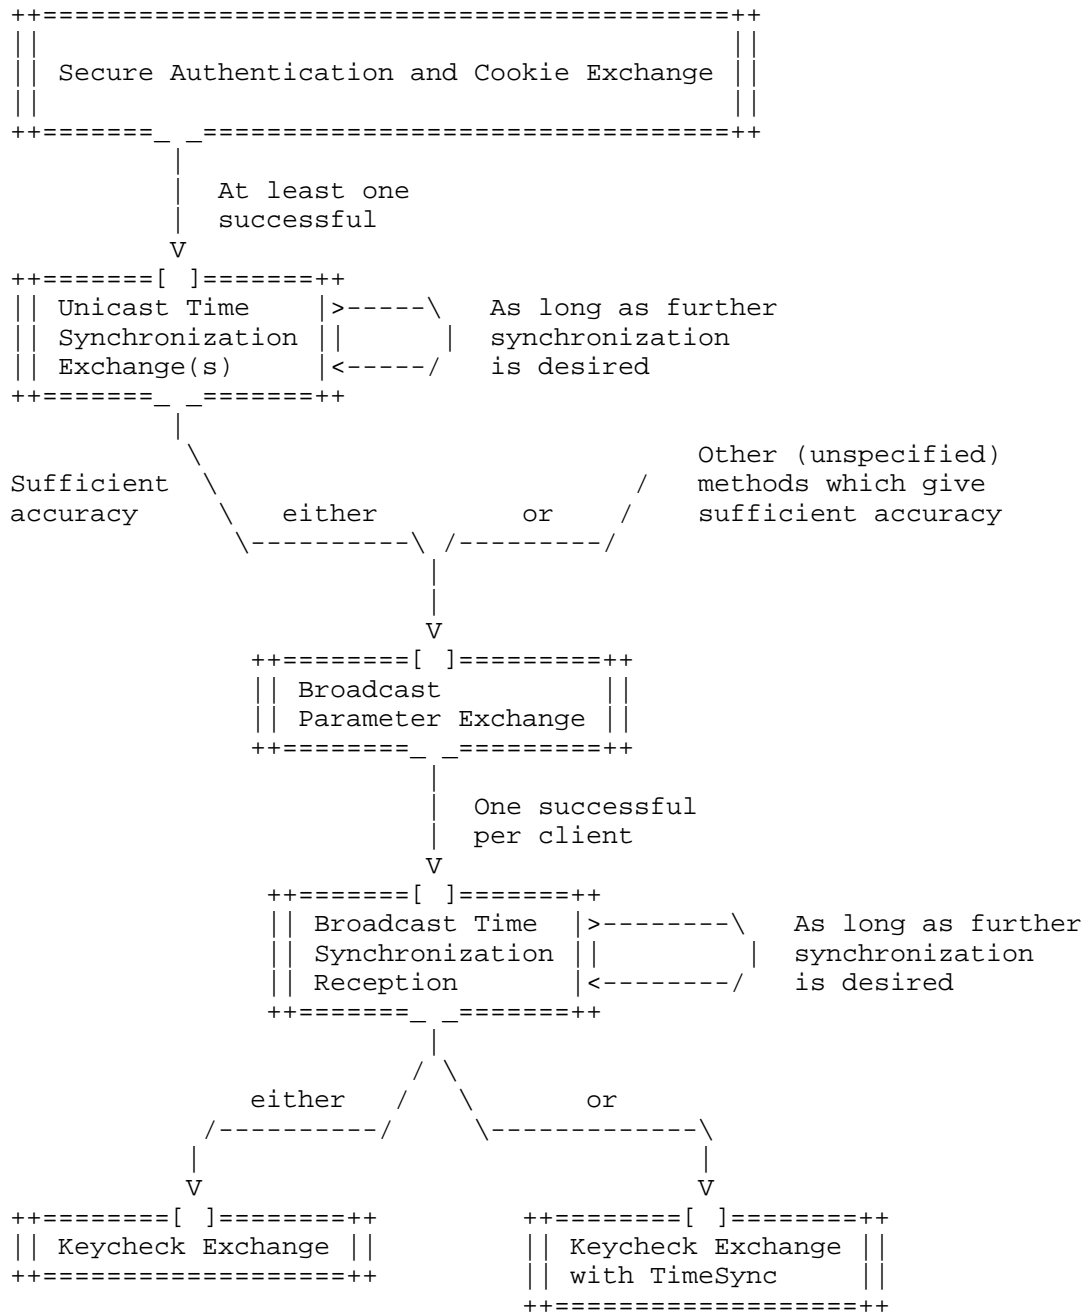 ++===========================================++
||                                           ||
|| Secure Authentication and Cookie Exchange ||
||                                           ||
++=======_ _=================================++
          |
          |  At least one
          |  successful
          V
++=======[ ]=======++
|| Unicast Time    |>-----\   As long as further
|| Synchronization ||      |  synchronization
|| Exchange(s)     |<-----/   is desired
++=======_ _=======++
          |
           \                               Other (unspecified)
Sufficient  \                          /   methods which give
accuracy     \   either         or    /    sufficient accuracy
              \----------\ /---------/
                          |
                          |
                          V
               ++========[ ]=========++
               || Broadcast          ||
               || Parameter Exchange ||
               ++========_ _=========++
                          |
                          |  One successful
                          |  per client
                          V
                ++=======[ ]=======++
                || Broadcast Time  |>--------\   As long as further
                || Synchronization ||         |  synchronization
                || Reception       |<--------/   is desired
                ++=======_ _=======++
                          |
                         / \
               either   /   \       or
            /----------/     \-------------\
           |                               |
           V                               V
++========[ ]========++         ++========[ ]========++
|| Keycheck Exchange ||         || Keycheck Exchange ||
++===================++         || with TimeSync     ||
                                ++===================++